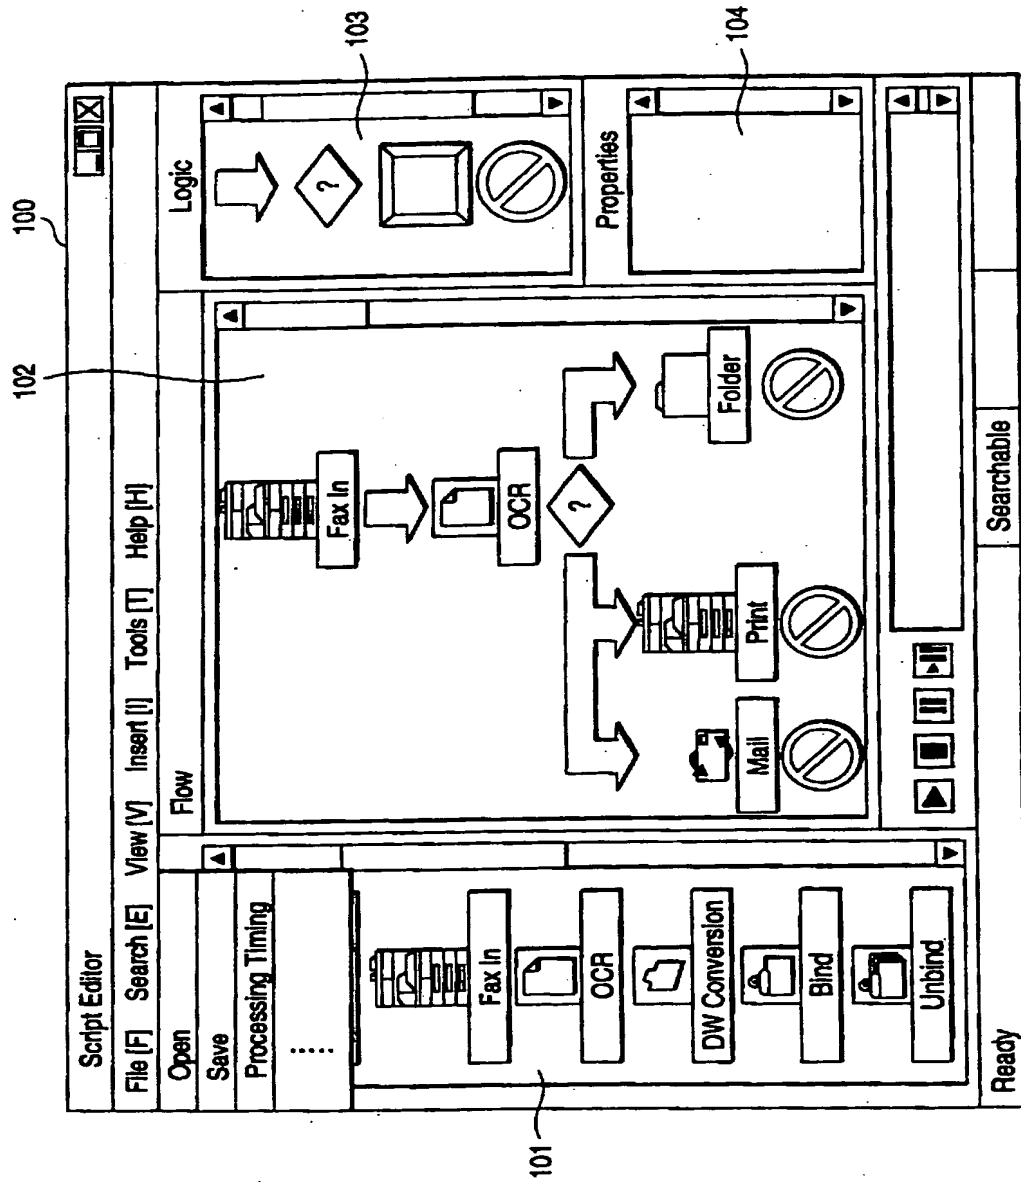 100
Script Editor
File [F] Search [E] View [V] Insert [I] Tools [T] Help [H]
Open
Save
Processing Timing
.....
Fax In
OCR
DW Conversion
Bind
Unbind
101
Flow
102
Fax In
OCR
?
Mail
Print
Folder
Logic
?
103
Properties
104
Ready
Searchable